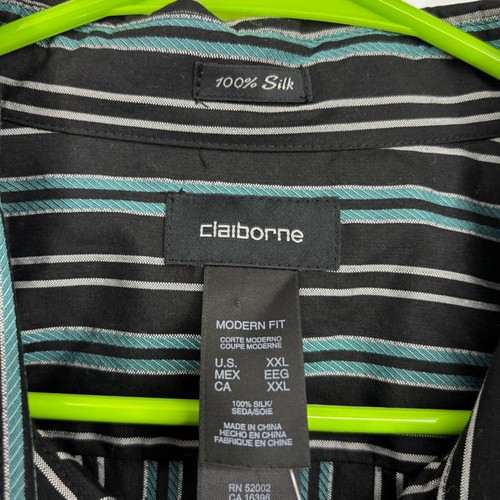 100% Silk
claiborne
MODERN FIT
CORTE MODERNO
COUPE MODERNE
U.S. XXL
MEX EEG
CA XXL
100% SILK/
SEDA/SOIE
MADE IN CHINA
HECHO EN CHINA
FABRIQUE EN CHINE
RN 52002
CA 16396